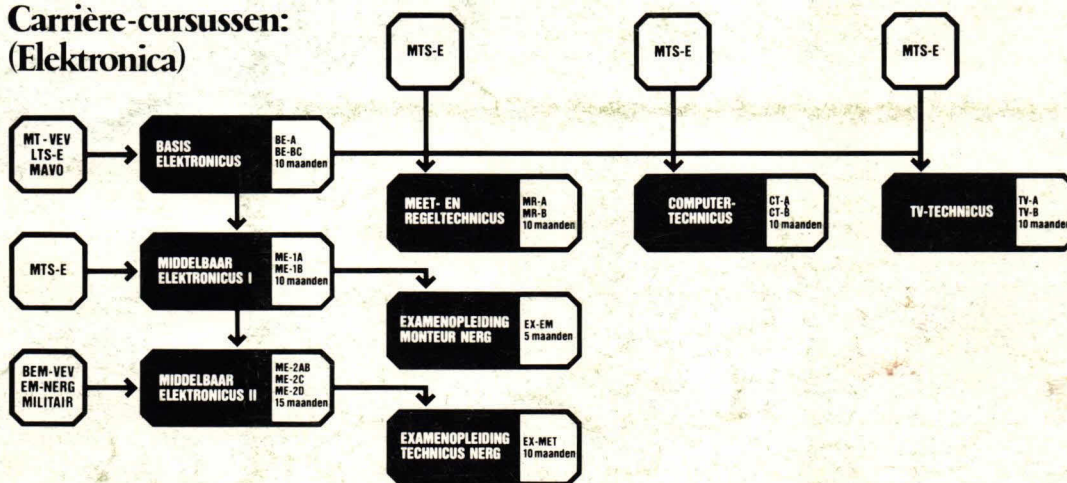 Carrière-cursussen:
(Elektronica)
MTS-E
MTS-E
MTS-E
MT-VEV
LTS-E
MAVO
BASIS
ELEKTRONICUS
BE-A
BE-BC
10 maanden
MEET- EN
REGELTECHNICUS
MR-A
MR-B
10 maanden
COMPUTER-
TECHNICUS
CT-A
CT-B
10 maanden
TV-TECHNICUS
TV-A
TV-B
10 maanden
MTS-E
MIDDELBAAR
ELEKTRONICUS I
ME-1A
ME-1B
10 maanden
EXAMENOPLEIDING
MONTEUR NERG
EX-EM
5 maanden
BEM-VEV
EM-NERG
MILITAIR
MIDDELBAAR
ELEKTRONICUS II
ME-2AB
ME-2C
ME-2D
15 maanden
EXAMENOPLEIDING
TECHNICUS NERG
EX-MET
10 maanden